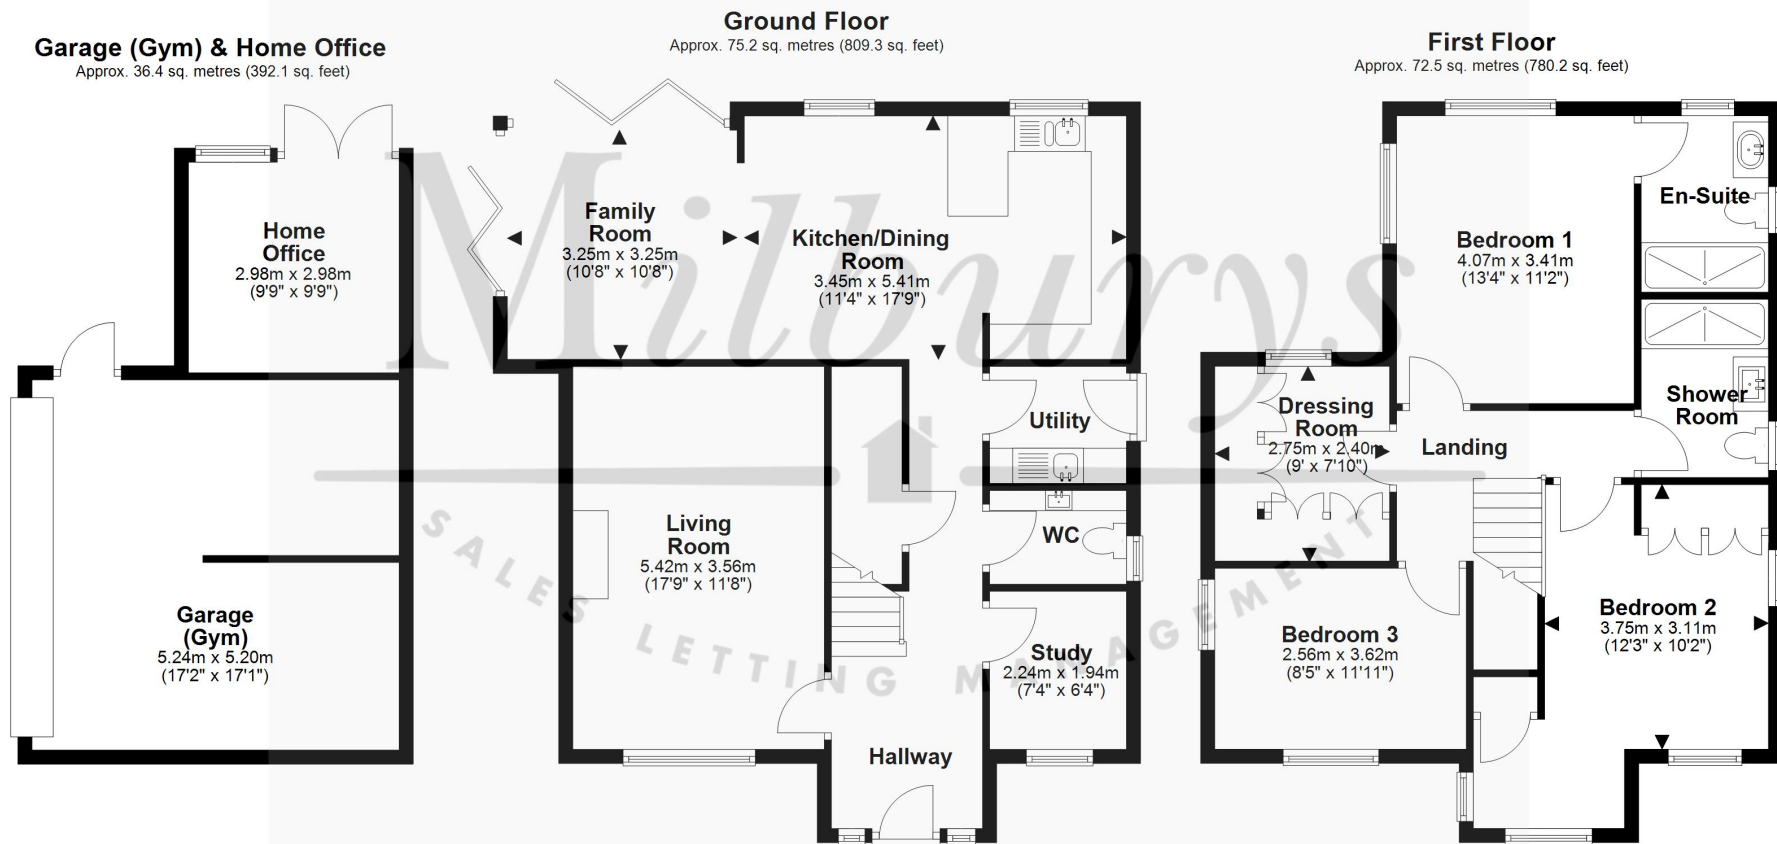 Garage (Gym) & Home Office
Approx. 36.4 sq. metres (392.1 sq. feet)
Home
Office
2.98m x 2.98m
(9'9" x 9'9")
Garage
(Gym)
5.24m x 5.20m
(17'2" x 17'1")
Ground Floor
Approx. 75.2 sq. metres (809.3 sq. feet)
Family
Room
3.25m x 3.25m
(10'8" x 10'8")
Kitchen/Dining
Room
3.45m x 5.41m
(11'4" x 17'9")
Utility
Living
Room
5.42m x 3.56m
(17'9" x 11'8")
WC
Study
2.24m x 1.94m
(7'4" x 6'4")
Hallway
First Floor
Approx. 72.5 sq. metres (780.2 sq. feet)
En-Suite
Bedroom 1
4.07m x 3.41m
(13'4" x 11'2")
Shower
Room
Dressing
Room
2.75m x 2.40m
(9' x 7'10")
Landing
Bedroom 2
3.75m x 3.11m
(12'3" x 10'2")
Bedroom 3
2.56m x 3.62m
(8'5" x 11'11")
Milburys
SALES LETTING MANAGEMENT